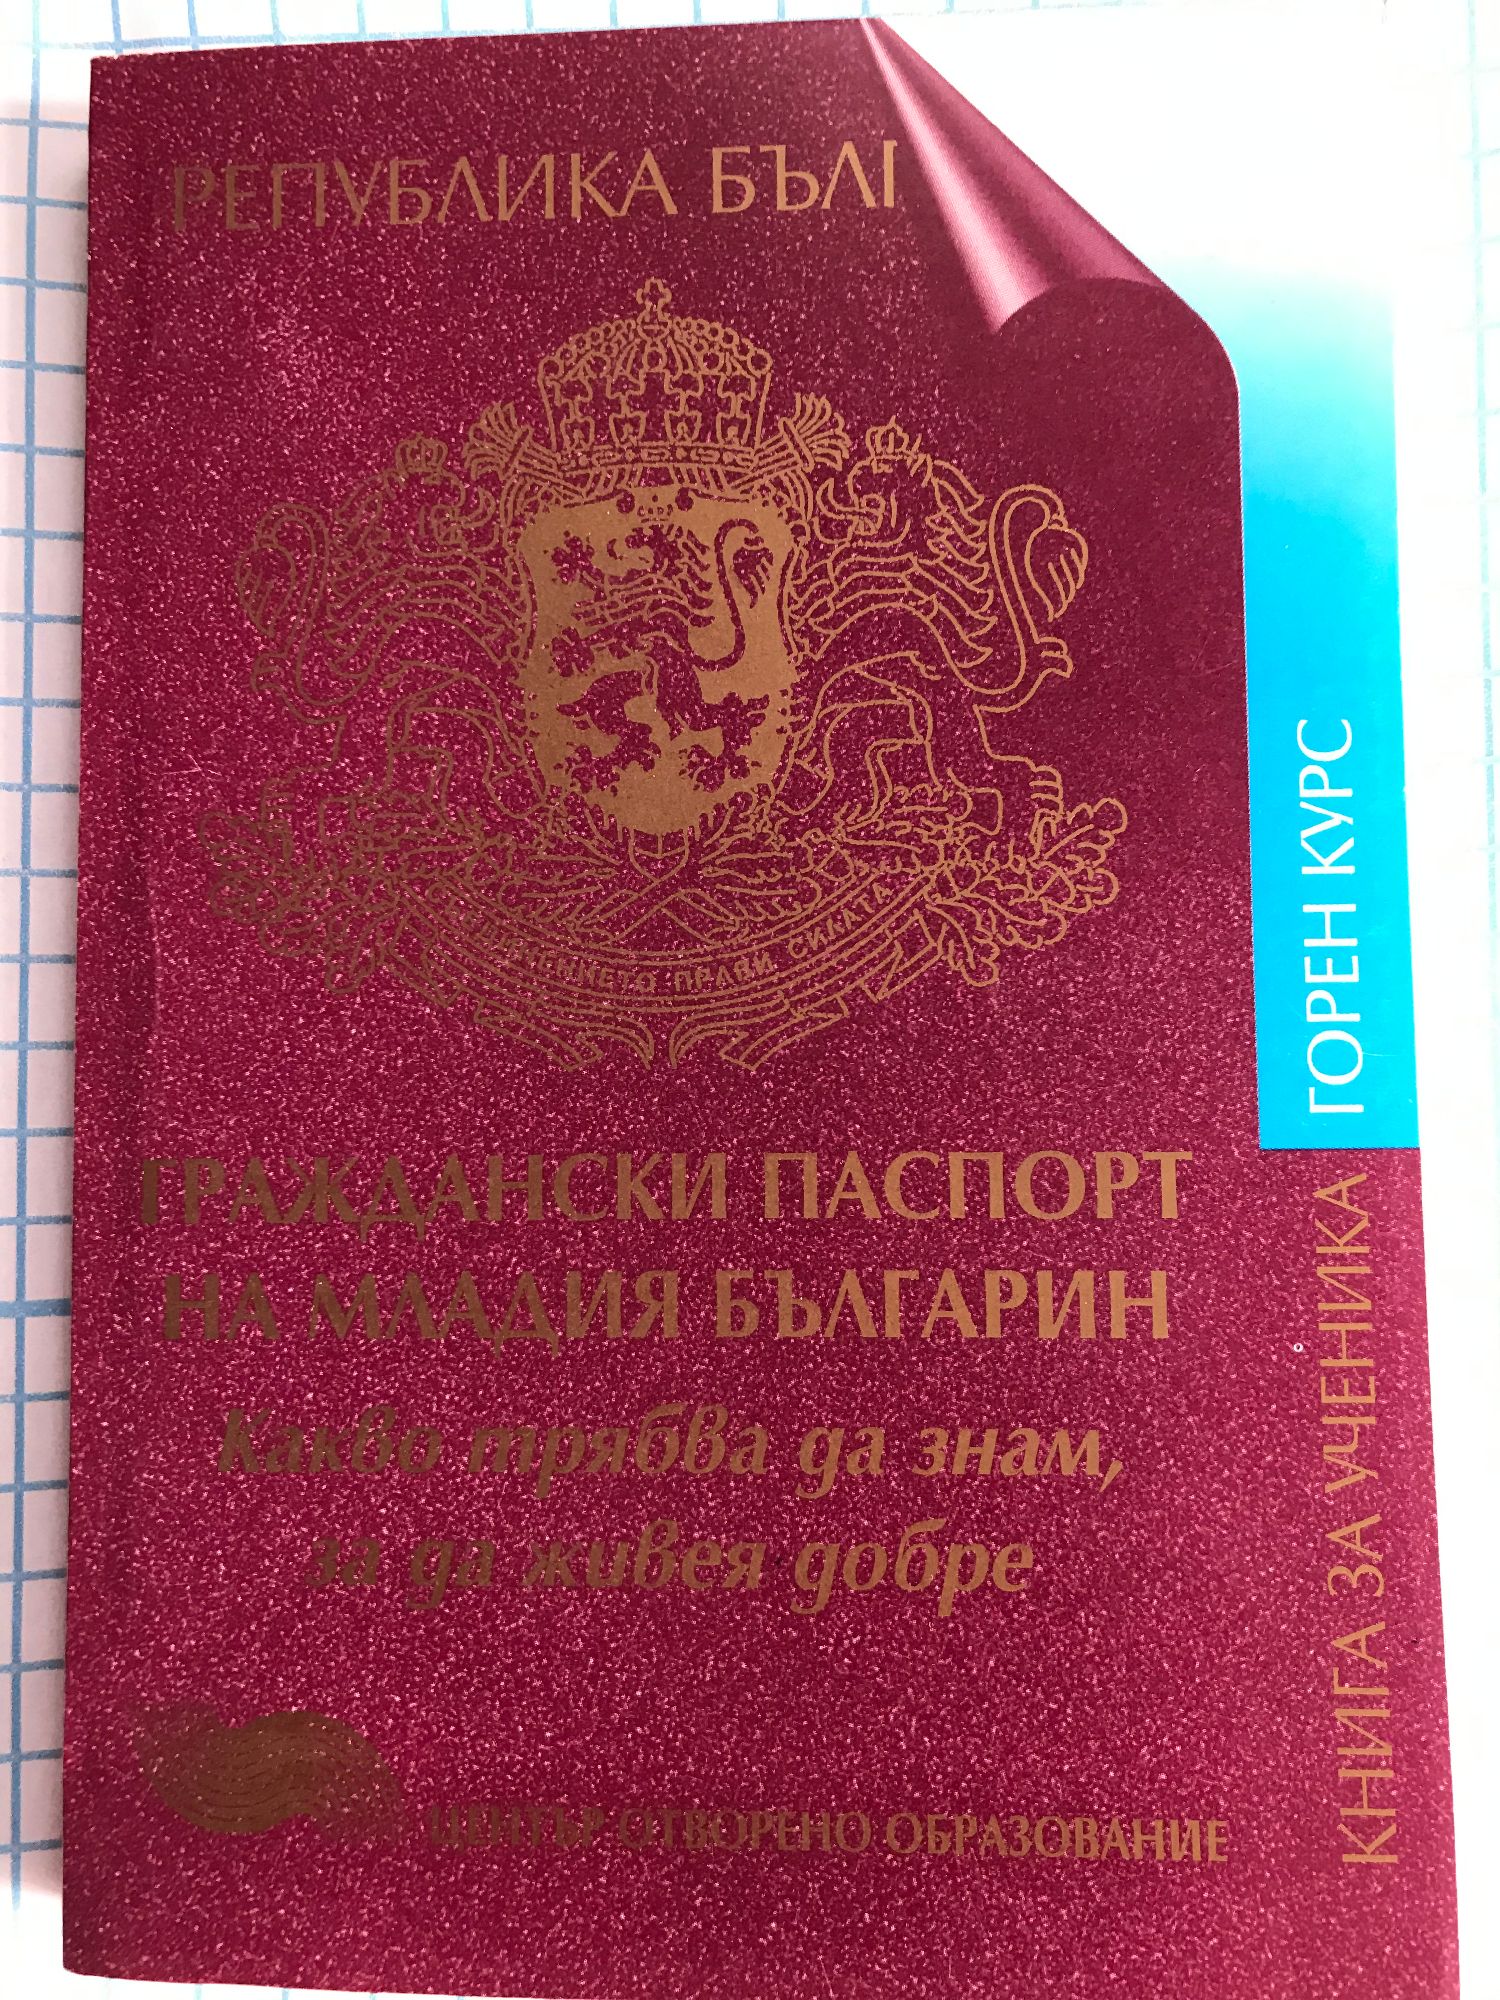 РЕПУБЛИКА БЪЛГ
СЪЕДИНЕНИЕТО ПРАВИ СИЛАТА
ГРАЖДАНСКИ ПАСПОРТ
НА МЛАДИЯ БЪЛГАРИН
Какво трябва да знам,
за да живея добре
ЦЕНТЪР ОТВОРЕНО ОБРАЗОВАНИЕ
КНИГА ЗА УЧЕНИКА ГОРЕН КУРС